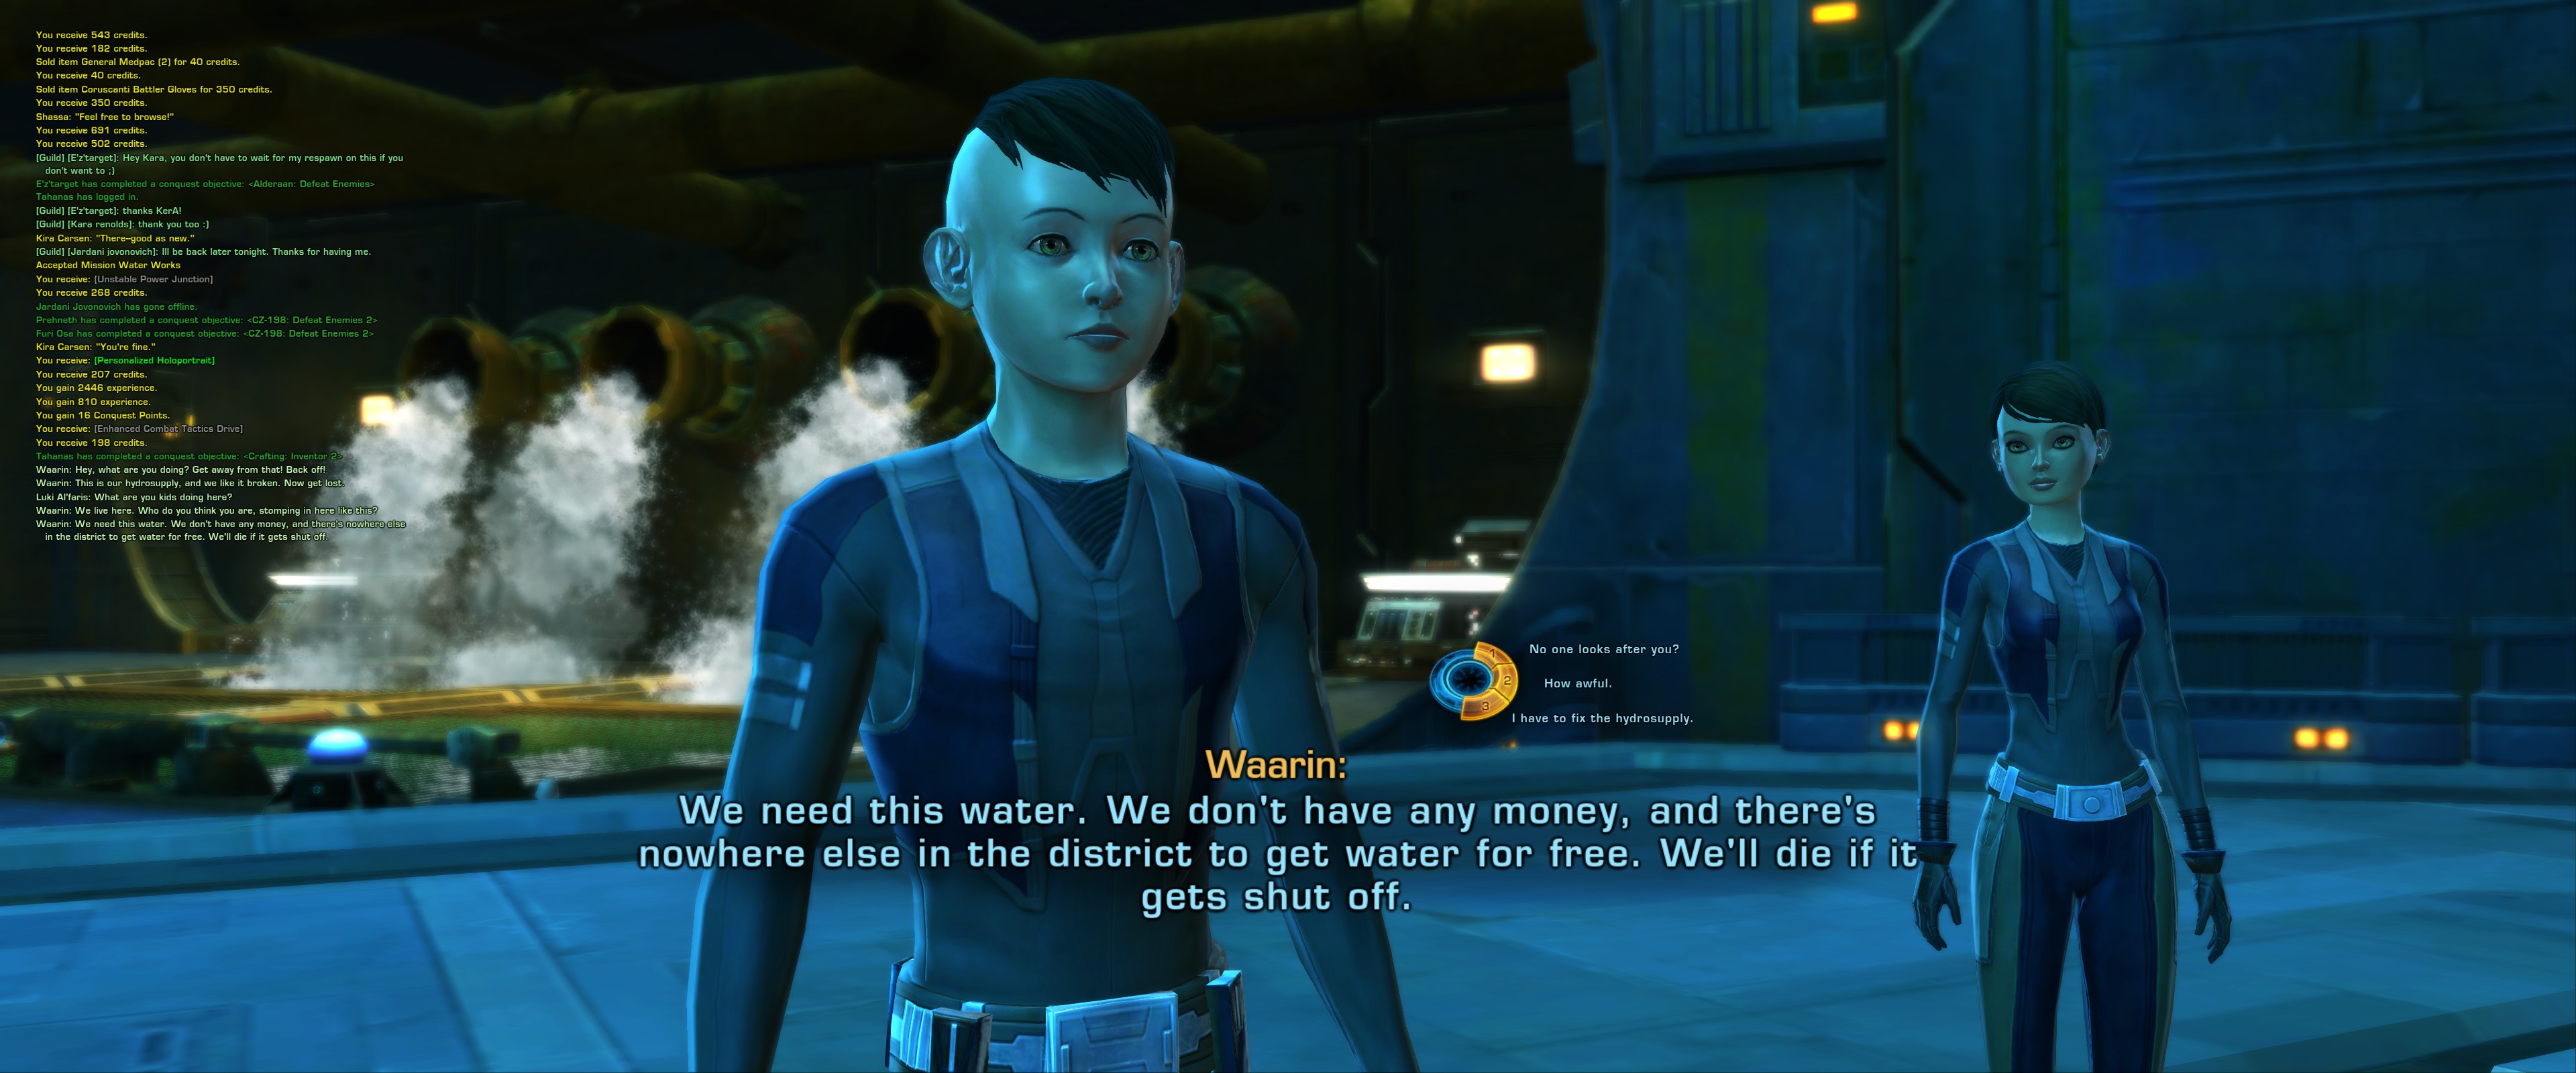 You receive 543 credits.
You receive 182 credits.
Sold item General Medpac (2) for 40 credits.
You receive 40 credits.
Sold item Coruscanti Battler Gloves for 350 credits.
You receive 350 credits.
Shassa: "Feel free to browse!"
You receive 691 credits.
You receive 502 credits.
[Guild] [E'z'target]: Hey Kara, you don't have to wait for my respawn on this if you
don't want to ;)
E'z'target has completed a conquest objective: <Alderaan: Defeat Enemies>
Tahanas has logged in.
[Guild] [E'z'target]: thanks KerA!
[Guild] [Kara renolds]: thank you too :)
Kira Carsen: "There—good as new."
[Guild] [Jardani jovonovich]: Ill be back later tonight. Thanks for having me.
Accepted Mission Water Works
You receive: [Unstable Power Junction]
You receive 268 credits.
Jardani Jovonovich has gone offline.
Prehneth has completed a conquest objective: <CZ-198: Defeat Enemies 2>
Furi Osa has completed a conquest objective: <CZ-198: Defeat Enemies 2>
Kira Carsen: "You're fine."
You receive: [Personalized Holoportrait]
You receive 207 credits.
You gain 2446 experience.
You gain 810 experience.
You gain 16 Conquest Points.
You receive: [Enhanced Combat Tactics Drive]
You receive 198 credits.
Tahanas has completed a conquest objective: <Crafting: Inventor 2>
Waarin: Hey, what are you doing? Get away from that! Back off!
Waarin: This is our hydrosupply, and we like it broken. Now get lost.
Luki Al'faris: What are you kids doing here?
Waarin: We live here. Who do you think you are, stomping in here like this?
Waarin: We need this water. We don't have any money, and there's nowhere else
in the district to get water for free. We'll die if it gets shut off.
1 No one looks after you?
2 How awful.
3 I have to fix the hydrosupply.
Waarin:
We need this water. We don't have any money, and there's
nowhere else in the district to get water for free. We'll die if it
gets shut off.